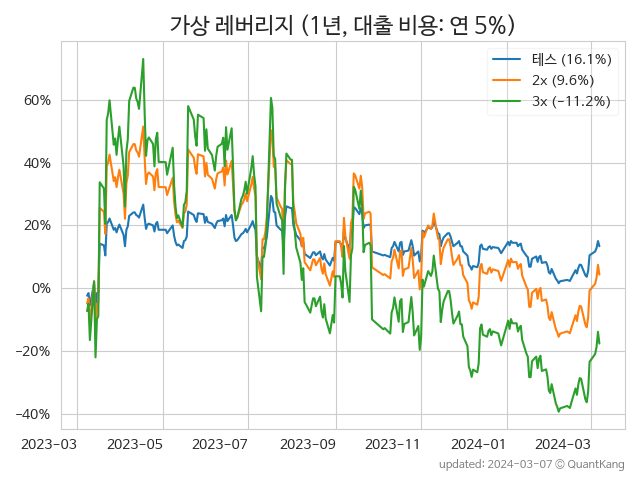 가상 레버리지 (1년, 대출 비용: 연 5%)
테스 (16.1%)
2x (9.6%)
3x (−11.2%)
60%
40%
20%
0%
−20%
−40%
2023-03 2023-05 2023-07 2023-09 2023-11 2024-01 2024-03
updated: 2024-03-07 © QuantKang